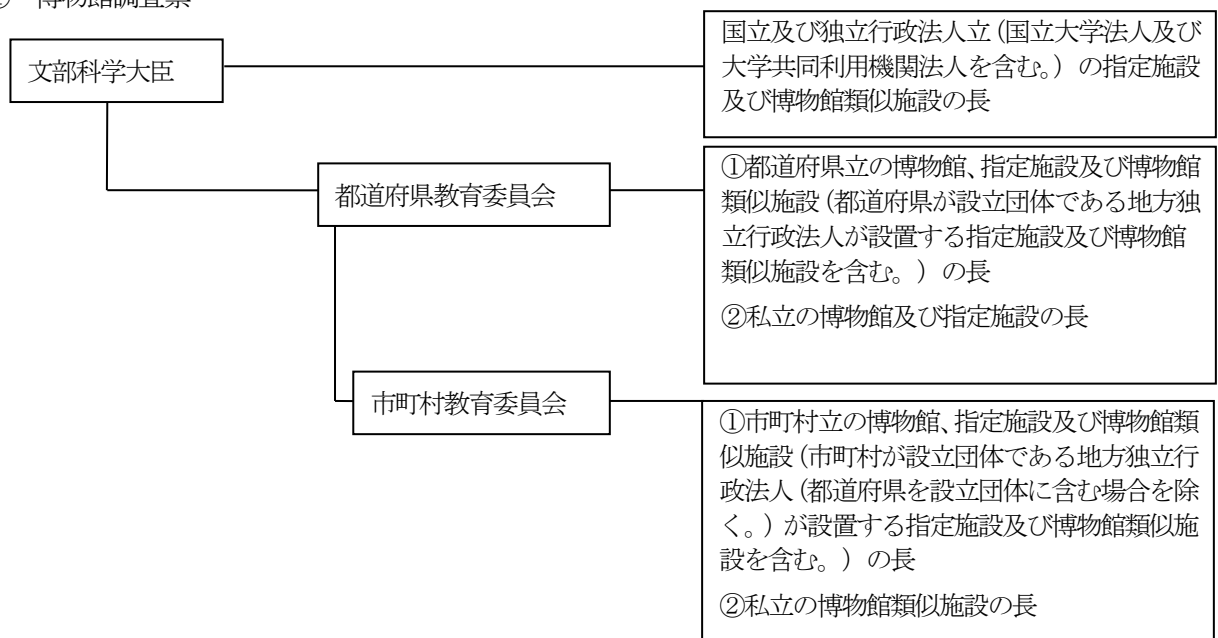 博物館調査票
文部科学大臣
国立及び独立行政法人立(国立大学法人及び
大学共同利用機関法人を含む。)の指定施設
及び博物館類似施設の長
都道府県教育委員会
①都道府県立の博物館、指定施設及び博物館
類似施設(都道府県が設立団体である地方独
立行政法人が設置する指定施設及び博物館
類似施設を含む。)の長
②私立の博物館及び指定施設の長
市町村教育委員会
①市町村立の博物館、指定施設及び博物館類
似施設(市町村が設立団体である地方独立行
政法人(都道府県を設立団体に含む場合を除
く。)が設置する指定施設及び博物館類似施
設を含む。)の長
②私立の博物館類似施設の長